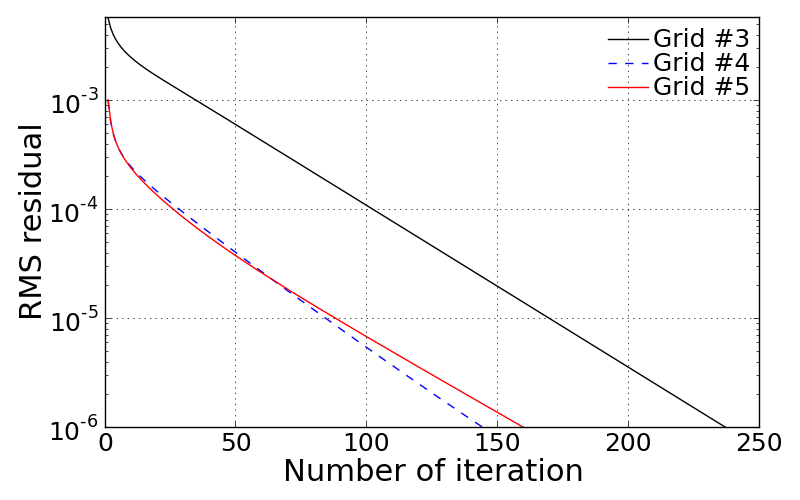 Grid #3
Grid #4
Grid #5
RMS residual
10^-3
10^-4
10^-5
10^-6
0 50 100 150 200 250
Number of iteration